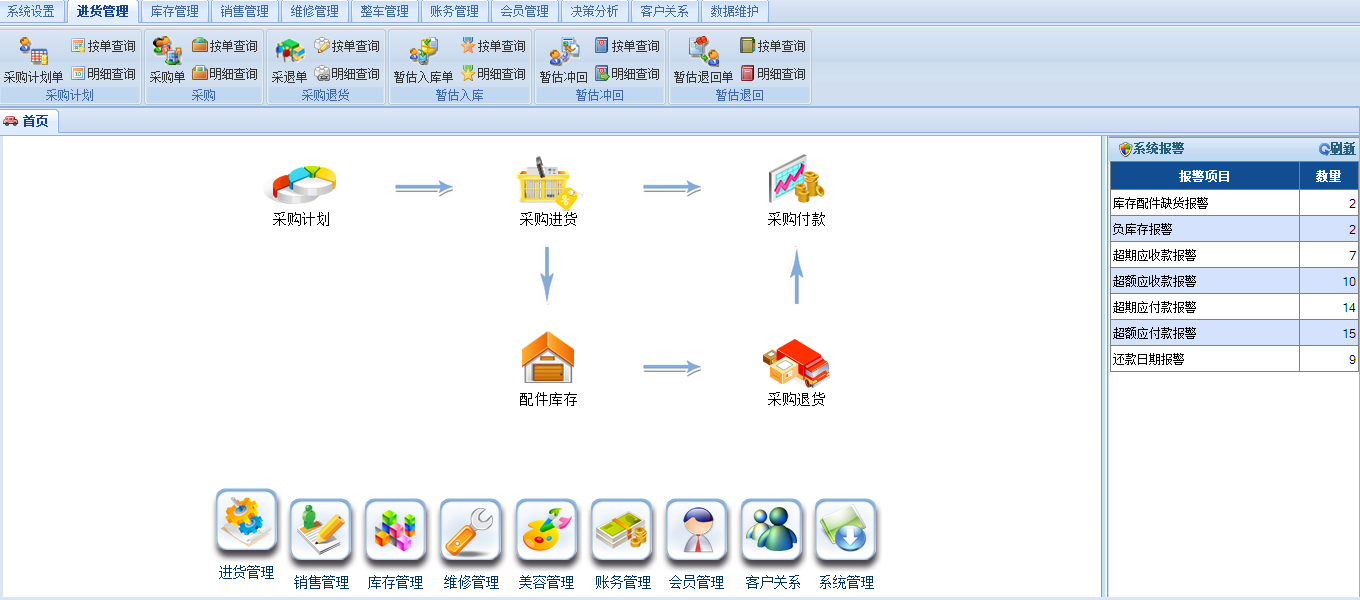 系统设置 进货管理 库存管理 销售管理 维修管理 整车管理 账务管理 会员管理 决策分析 客户关系 数据维护
采购计划单 按单查询 明细查询 采购计划
采购单 按单查询 明细查询 采购
采退单 按单查询 明细查询 采购退货
暂估入库单 按单查询 明细查询 暂估入库
暂估冲回 按单查询 明细查询 暂估冲回
暂估退回单 按单查询 明细查询 暂估退回
首页
采购计划 采购进货 采购付款
配件库存 采购退货
进货管理 销售管理 库存管理 维修管理 美容管理 账务管理 会员管理 客户关系 系统管理
系统报警 刷新
报警项目 数量
库存配件缺货报警 2
负库存报警 2
超期应收款报警 7
超额应收款报警 10
超期应付款报警 14
超额应付款报警 15
还款日期报警 9